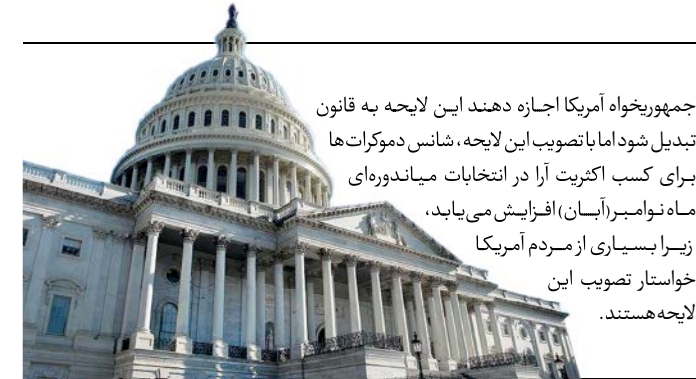 جمهوریخواه آمریکا اجازه دهند این لایحه به قانون
تبدیل شود اما با تصویب این لایحه، شانس دموکرات‌ها
برای کسب اکثریت آرا در انتخابات میاندوره‌ای
ماه نوامبر (آبان) افزایش می‌یابد،
زیرا بسیاری از مردم آمریکا
خواستار تصویب این
لایحه هستند.